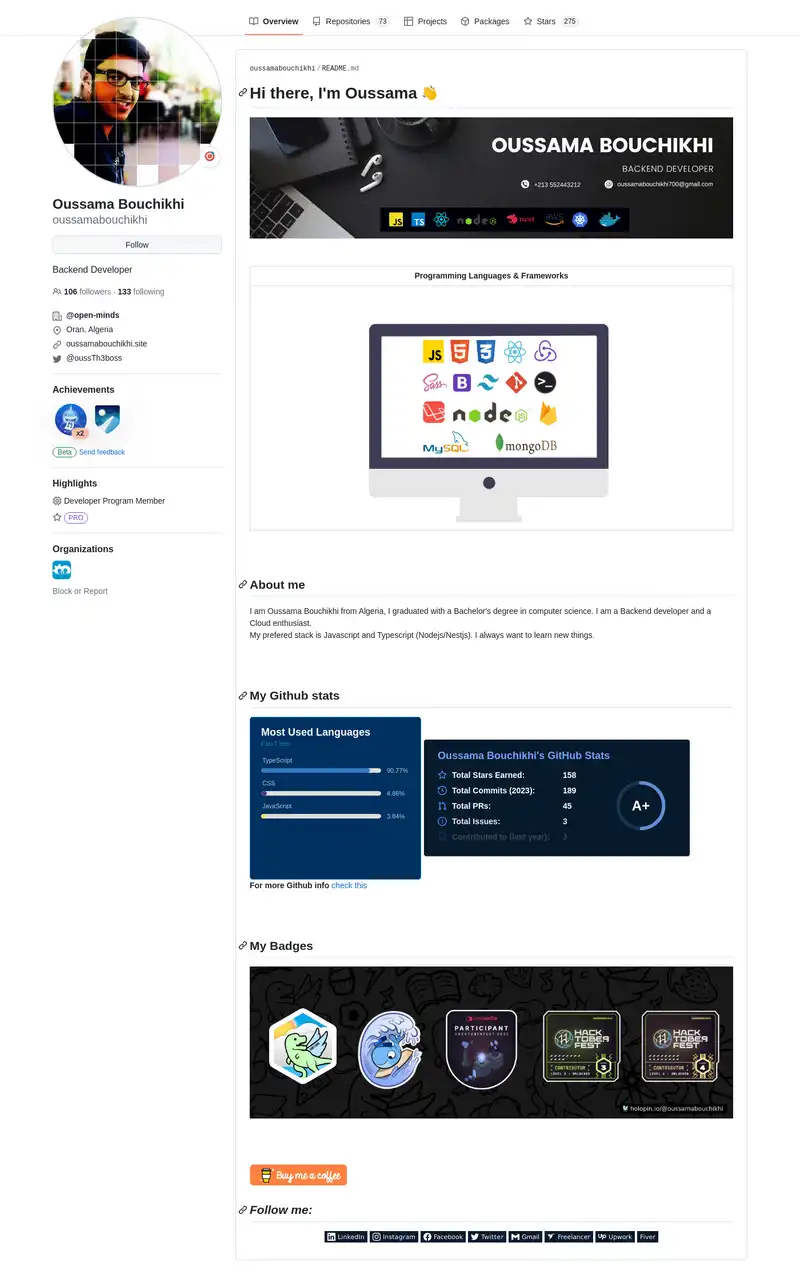 Overview
Repositories 73
Projects
Packages
Stars 275
Oussama Bouchikhi
oussamabouchikhi
Follow
Backend Developer
106 followers · 133 following
@open-minds
Oran, Algeria
oussamabouchikhi.site
@oussTh3boss
Achievements
x2
Beta Send feedback
Highlights
Developer Program Member
PRO
Organizations
Block or Report
oussamabouchikhi/README.md
Hi there, I'm Oussama 👋
OUSSAMA BOUCHIKHI
BACKEND DEVELOPER
+213 552443212
oussamabouchikhi700@gmail.com
JS
TS
node
aws
Programming Languages & Frameworks
JS
Sass
B
node
MySQL
mongoDB
About me
I am Oussama Bouchikhi from Algeria, I graduated with a Bachelor's degree in computer science. I am a Backend developer and a
Cloud enthusiast.
My prefered stack is Javascript and Typescript (Nodejs/Nestjs). I always want to learn new things.
My Github stats
Most Used Languages
TypeScript
90.77%
CSS
4.86%
JavaScript
3.84%
Oussama Bouchikhi's GitHub Stats
Total Stars Earned: 158
Total Commits (2023): 189
Total PRs: 45
Total Issues: 3
Contributed to (last year): 3
A+
For more Github info check this
My Badges
PARTICIPANT
HACKTOBERFEST 2022
HACK
TOBER
FEST
CONTRIBUTOR
3
HACK
TOBER
FEST
CONTRIBUTOR
4
holopin.io/@oussamabouchikhi
Buy me a coffee
Follow me:
LinkedIn
Instagram
Facebook
Twitter
Gmail
Freelancer
Upwork
Fiver